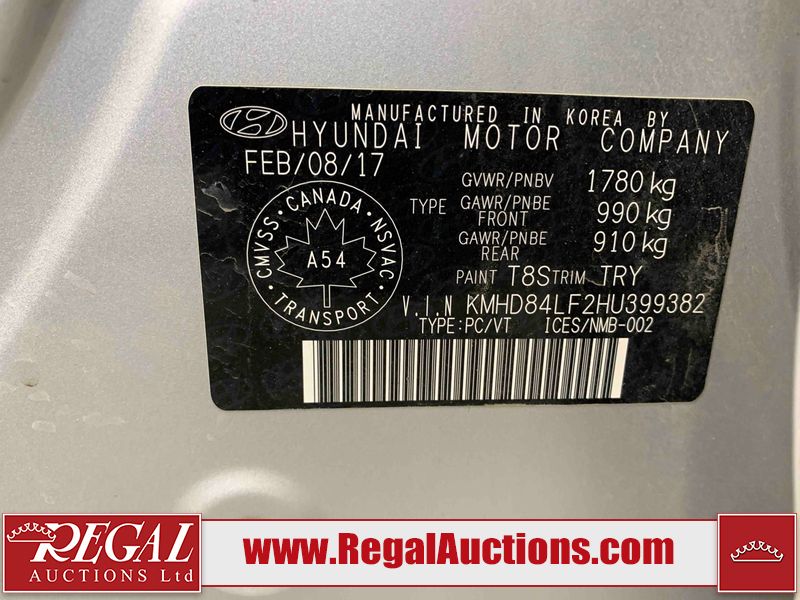 MANUFACTURED IN KOREA BY
HYUNDAI MOTOR COMPANY
FEB/08/17
GVWR/PNBV 1780 kg
TYPE GAWR/PNBE FRONT 990 kg
GAWR/PNBE REAR 910 kg
PAINT T8S TRIM TRY
V.I.N KMHD84LF2HU399382
TYPE:PC/VT ICES/NMB-002
CMVSS • CANADA • NSVAC • TRANSPORT •
A54
REGAL
AUCTIONS Ltd
www.RegalAuctions.com